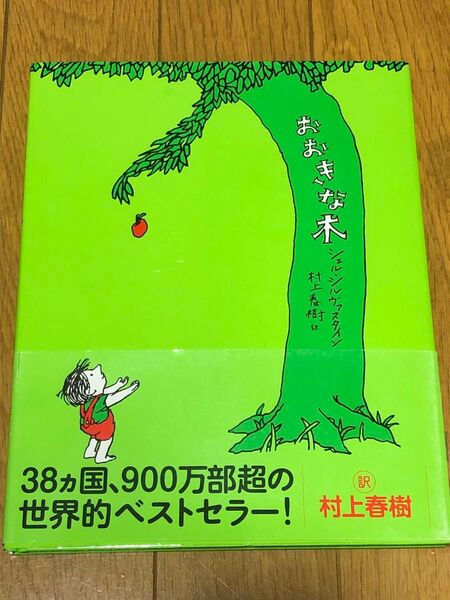 おおきな木
シェル・シルヴァスタイン
村上春樹 訳
38ヵ国、900万部超の
世界的ベストセラー!
訳
村上春樹